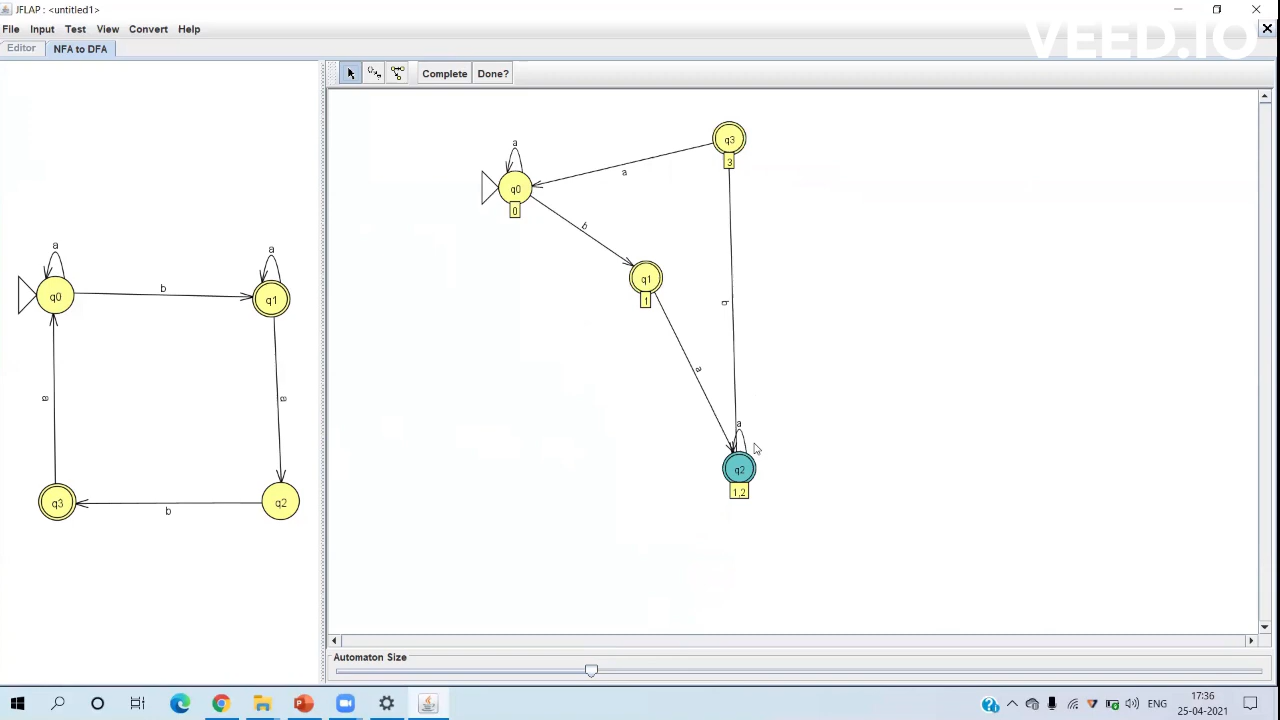 JFLAP : <untitled1>
File Input Test View Convert Help
VEED.IO
Editor NFA to DFA
Complete Done?
a
q3
3
a
q0
0
a
b
q1
1
b
a
a
q2
1,2
a
a
q0
b
q1
a
a
q3
b
q2
Automaton Size
ENG
17:36
25-04-2021